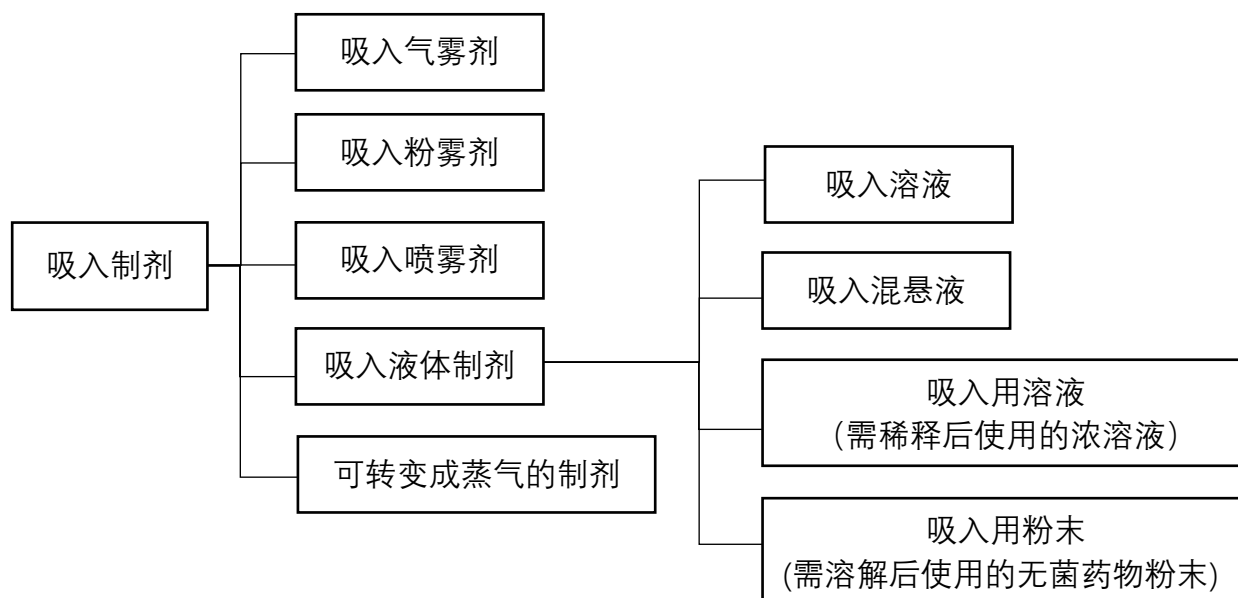 吸入制剂
吸入气雾剂
吸入粉雾剂
吸入喷雾剂
吸入液体制剂
可转变成蒸气的制剂
吸入溶液
吸入混悬液
吸入用溶液
（需稀释后使用的浓溶液）
吸入用粉末
(需溶解后使用的无菌药物粉末)